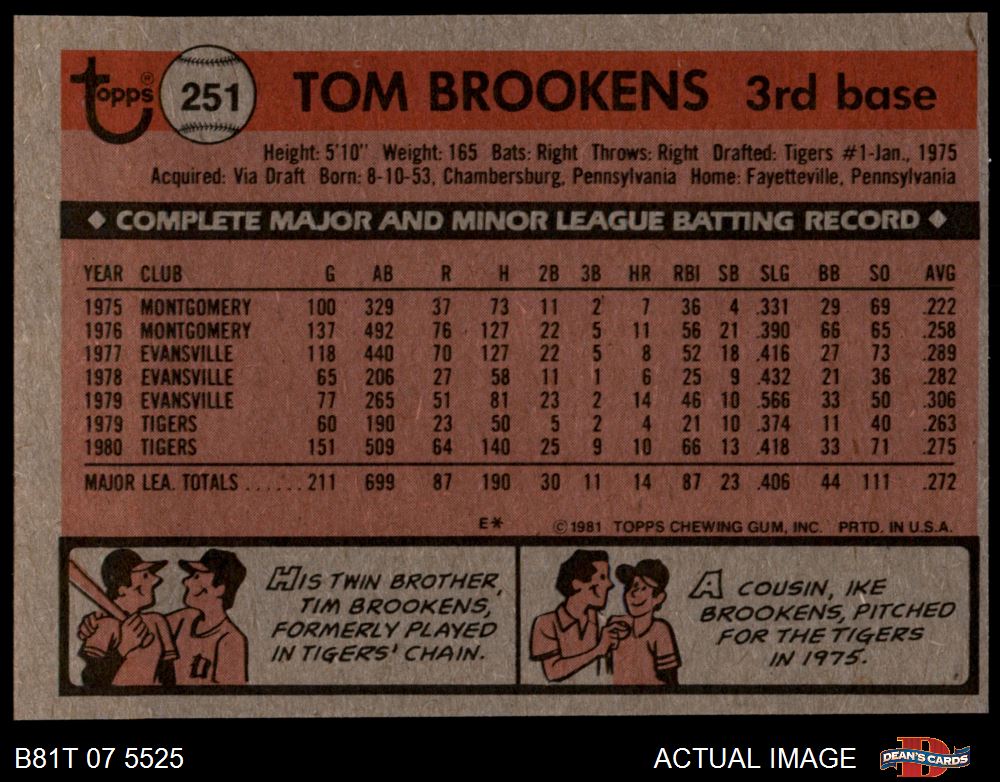 Topps® 251 TOM BROOKENS 3rd base
Height: 5'10" Weight: 165 Bats: Right Throws: Right Drafted: Tigers #1-Jan., 1975
Acquired: Via Draft Born: 8-10-53, Chambersburg, Pennsylvania Home: Fayetteville, Pennsylvania
◆ COMPLETE MAJOR AND MINOR LEAGUE BATTING RECORD ◆
YEAR CLUB G AB R H 2B 3B HR RBI SB SLG BB SO AVG
1975 MONTGOMERY 100 329 37 73 11 2 7 36 4 .331 29 69 .222
1976 MONTGOMERY 137 492 76 127 22 5 11 56 21 .390 66 65 .258
1977 EVANSVILLE 118 440 70 127 22 5 8 52 18 .416 27 73 .289
1978 EVANSVILLE 65 206 27 58 11 1 6 25 9 .432 21 36 .282
1979 EVANSVILLE 77 265 51 81 23 2 14 46 10 .566 33 50 .306
1979 TIGERS 60 190 23 50 5 2 4 21 10 .374 11 40 .263
1980 TIGERS 151 509 64 140 25 9 10 66 13 .418 33 71 .275
MAJOR LEA. TOTALS ......211 699 87 190 30 11 14 87 23 .406 44 111 .272
E* ©1981 TOPPS CHEWING GUM, INC. PRTD. IN U.S.A.
HIS TWIN BROTHER,
TIM BROOKENS,
FORMERLY PLAYED
IN TIGERS' CHAIN.
A COUSIN, IKE
BROOKENS, PITCHED
FOR THE TIGERS
IN 1975.
B81T 07 5525 ACTUAL IMAGE DEAN'S CARDS